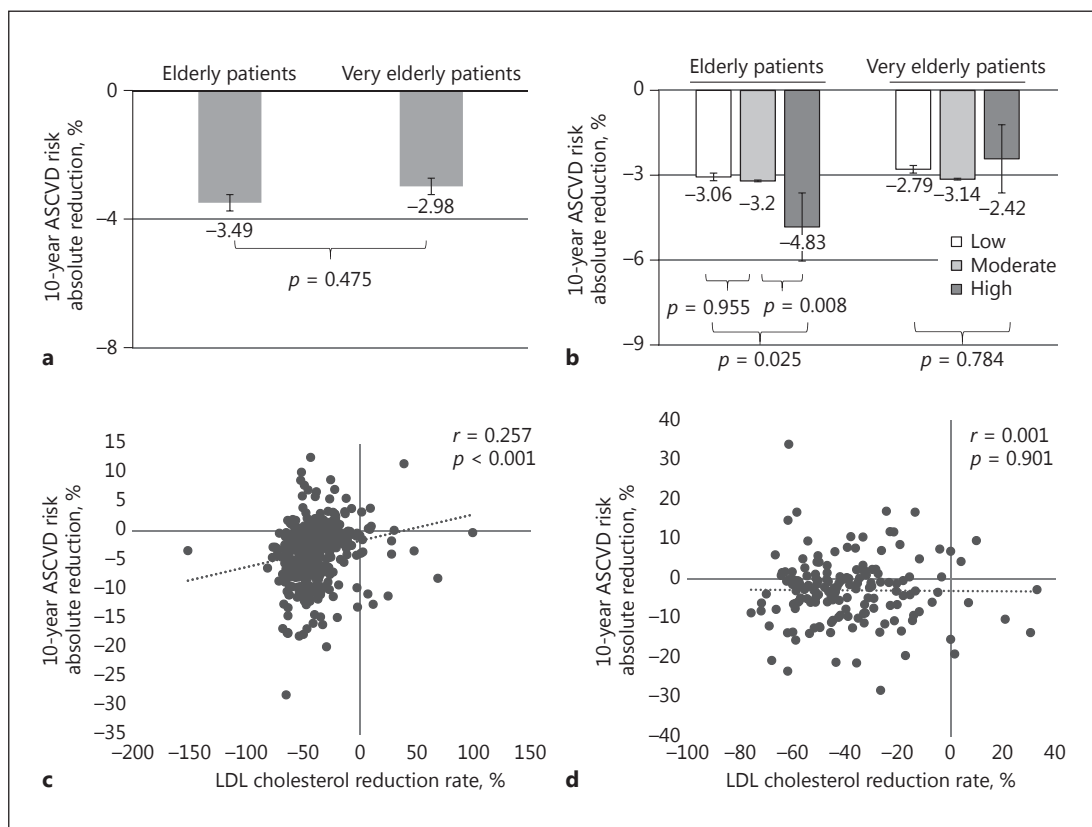 Elderly patients Very elderly patients
0
−4
−8
10-year ASCVD risk
absolute reduction, %
−3.49
−2.98
p = 0.475
a
Elderly patients Very elderly patients
0
−3
−6
−9
10-year ASCVD risk
absolute reduction, %
−3.06
−3.2
−4.83
−2.79
−3.14
−2.42
Low
Moderate
High
p = 0.955
p = 0.008
p = 0.025
p = 0.784
b
15
10
5
0
−5
−10
−15
−20
−25
−30
−35
10-year ASCVD risk
absolute reduction, %
r = 0.257
p < 0.001
−200 −150 −100 −50 0 50 100 150
LDL cholesterol reduction rate, %
c
40
30
20
10
0
−10
−20
−30
−40
10-year ASCVD risk
absolute reduction, %
r = 0.001
p = 0.901
−100 −80 −60 −40 −20 0 20 40
LDL cholesterol reduction rate, %
d